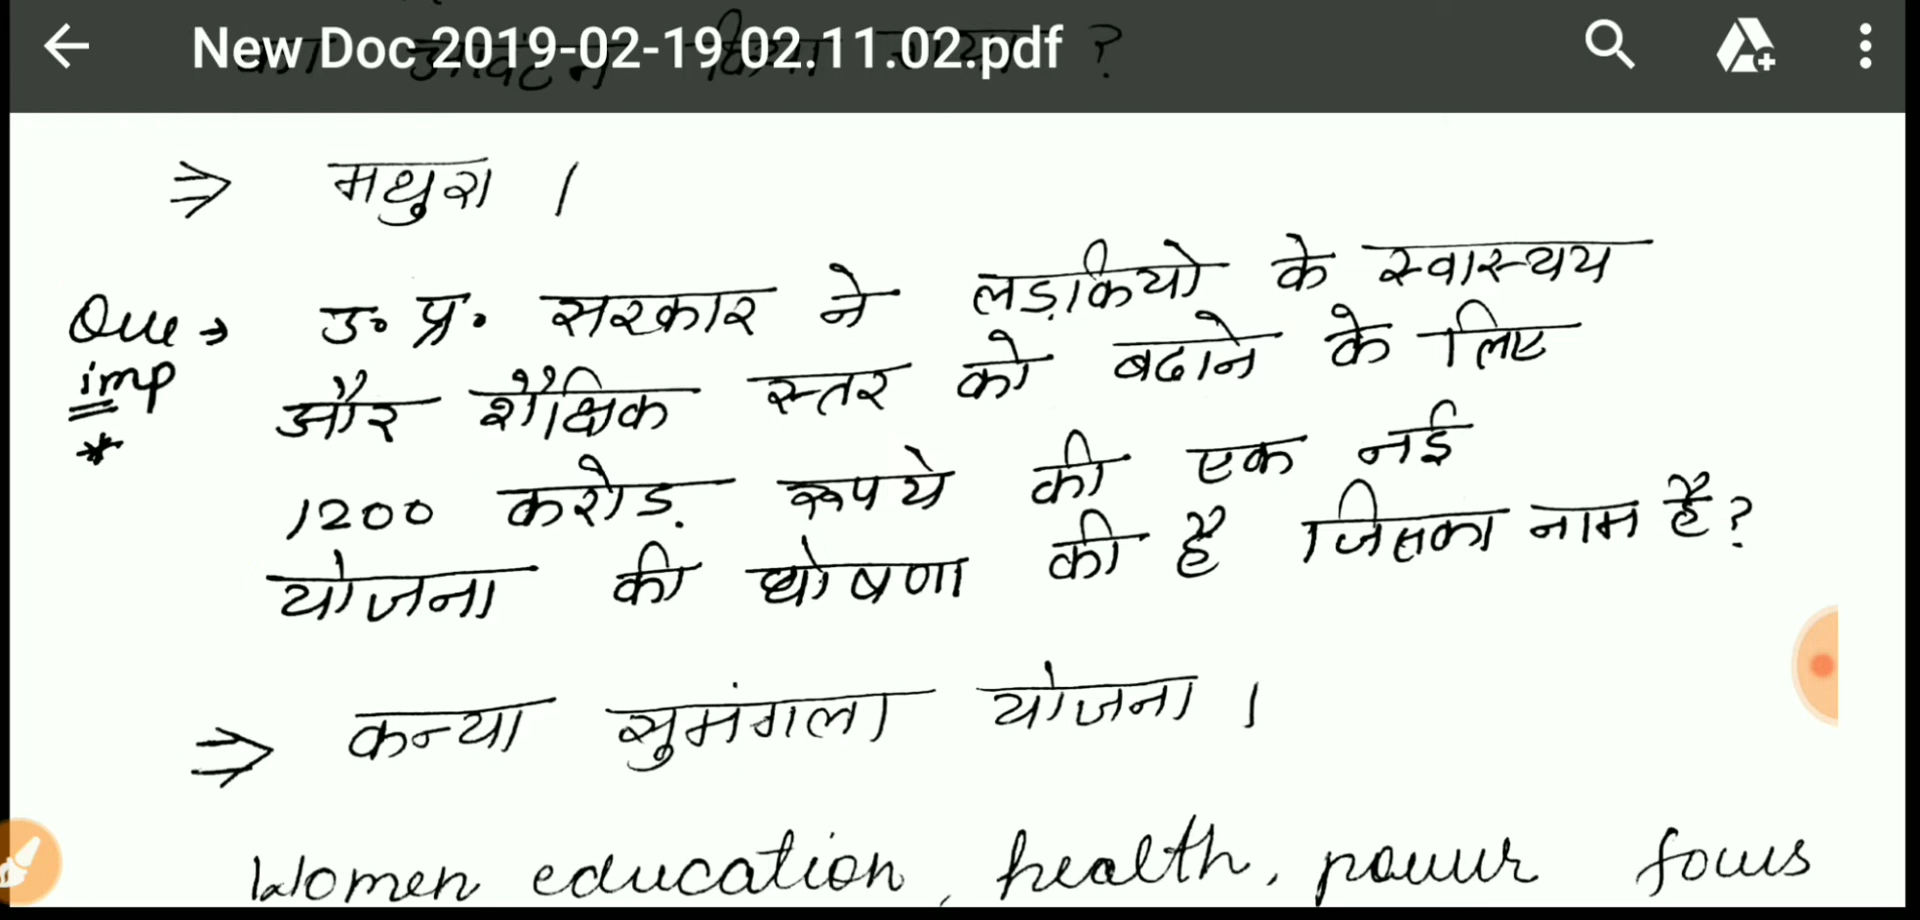 New Doc 2019-02-19 02.11.02.pdf
?
⇒ मथुरा ।
Que → उ॰ प्र॰ सरकार ने लड़कियो के स्वास्थय
imp और शैक्षिक स्तर को बढाने के लिए
* 1200 करोड़ रूपये की एक नई
योजना की घोषणा की है जिसका नाम है?
⇒ कन्या सुमंगला योजना ।
Women education, health, power focus